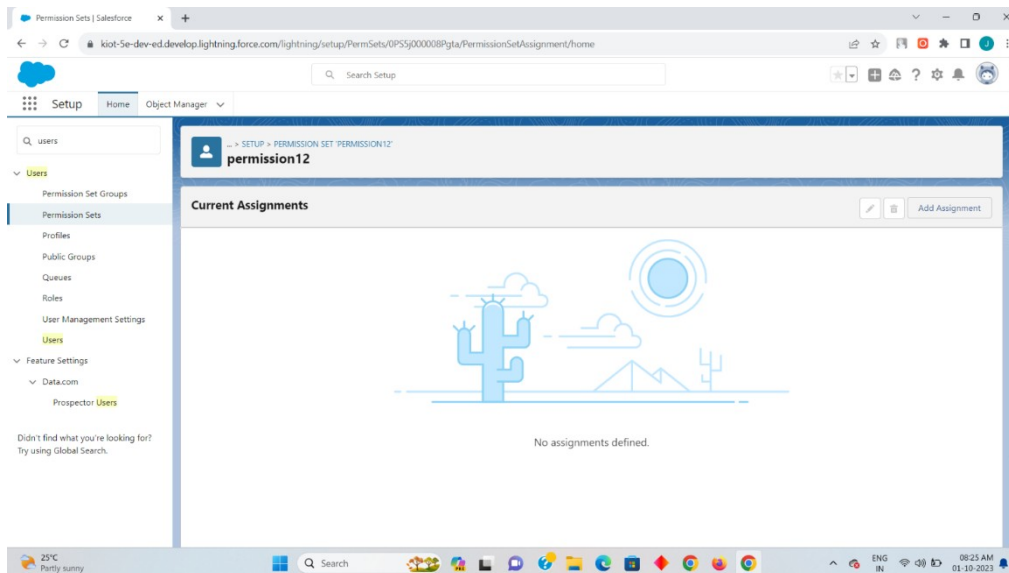 Permission Sets | Salesforce
kiot-5e-dev-ed.develop.lightning.force.com/lightning/setup/PermSets/0PS5j000008Pgta/PermissionSetAssignment/home
J
Search Setup
Setup
Home
Object Manager
users
Users
Permission Set Groups
Permission Sets
Profiles
Public Groups
Queues
Roles
User Management Settings
Users
Feature Settings
Data.com
Prospector Users
Didn't find what you're looking for?
Try using Global Search.
... > SETUP > PERMISSION SET 'PERMISSION12'
permission12
Current Assignments
Add Assignment
No assignments defined.
25°C
Partly sunny
Search
ENG
IN
08:25 AM
01-10-2023